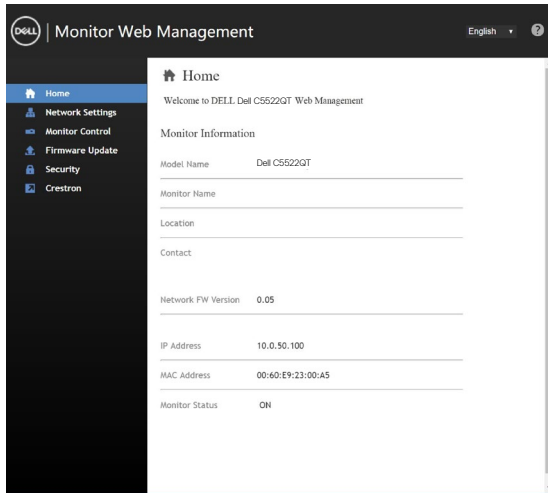 DELL | Monitor Web Management
English ?
Home
Network Settings
Monitor Control
Firmware Update
Security
Crestron
Home
Welcome to DELL Dell C5522QT Web Management
Monitor Information
Model Name Dell C5522QT
Monitor Name
Location
Contact
Network FW Version 0.05
IP Address 10.0.50.100
MAC Address 00:60:E9:23:00:A5
Monitor Status ON